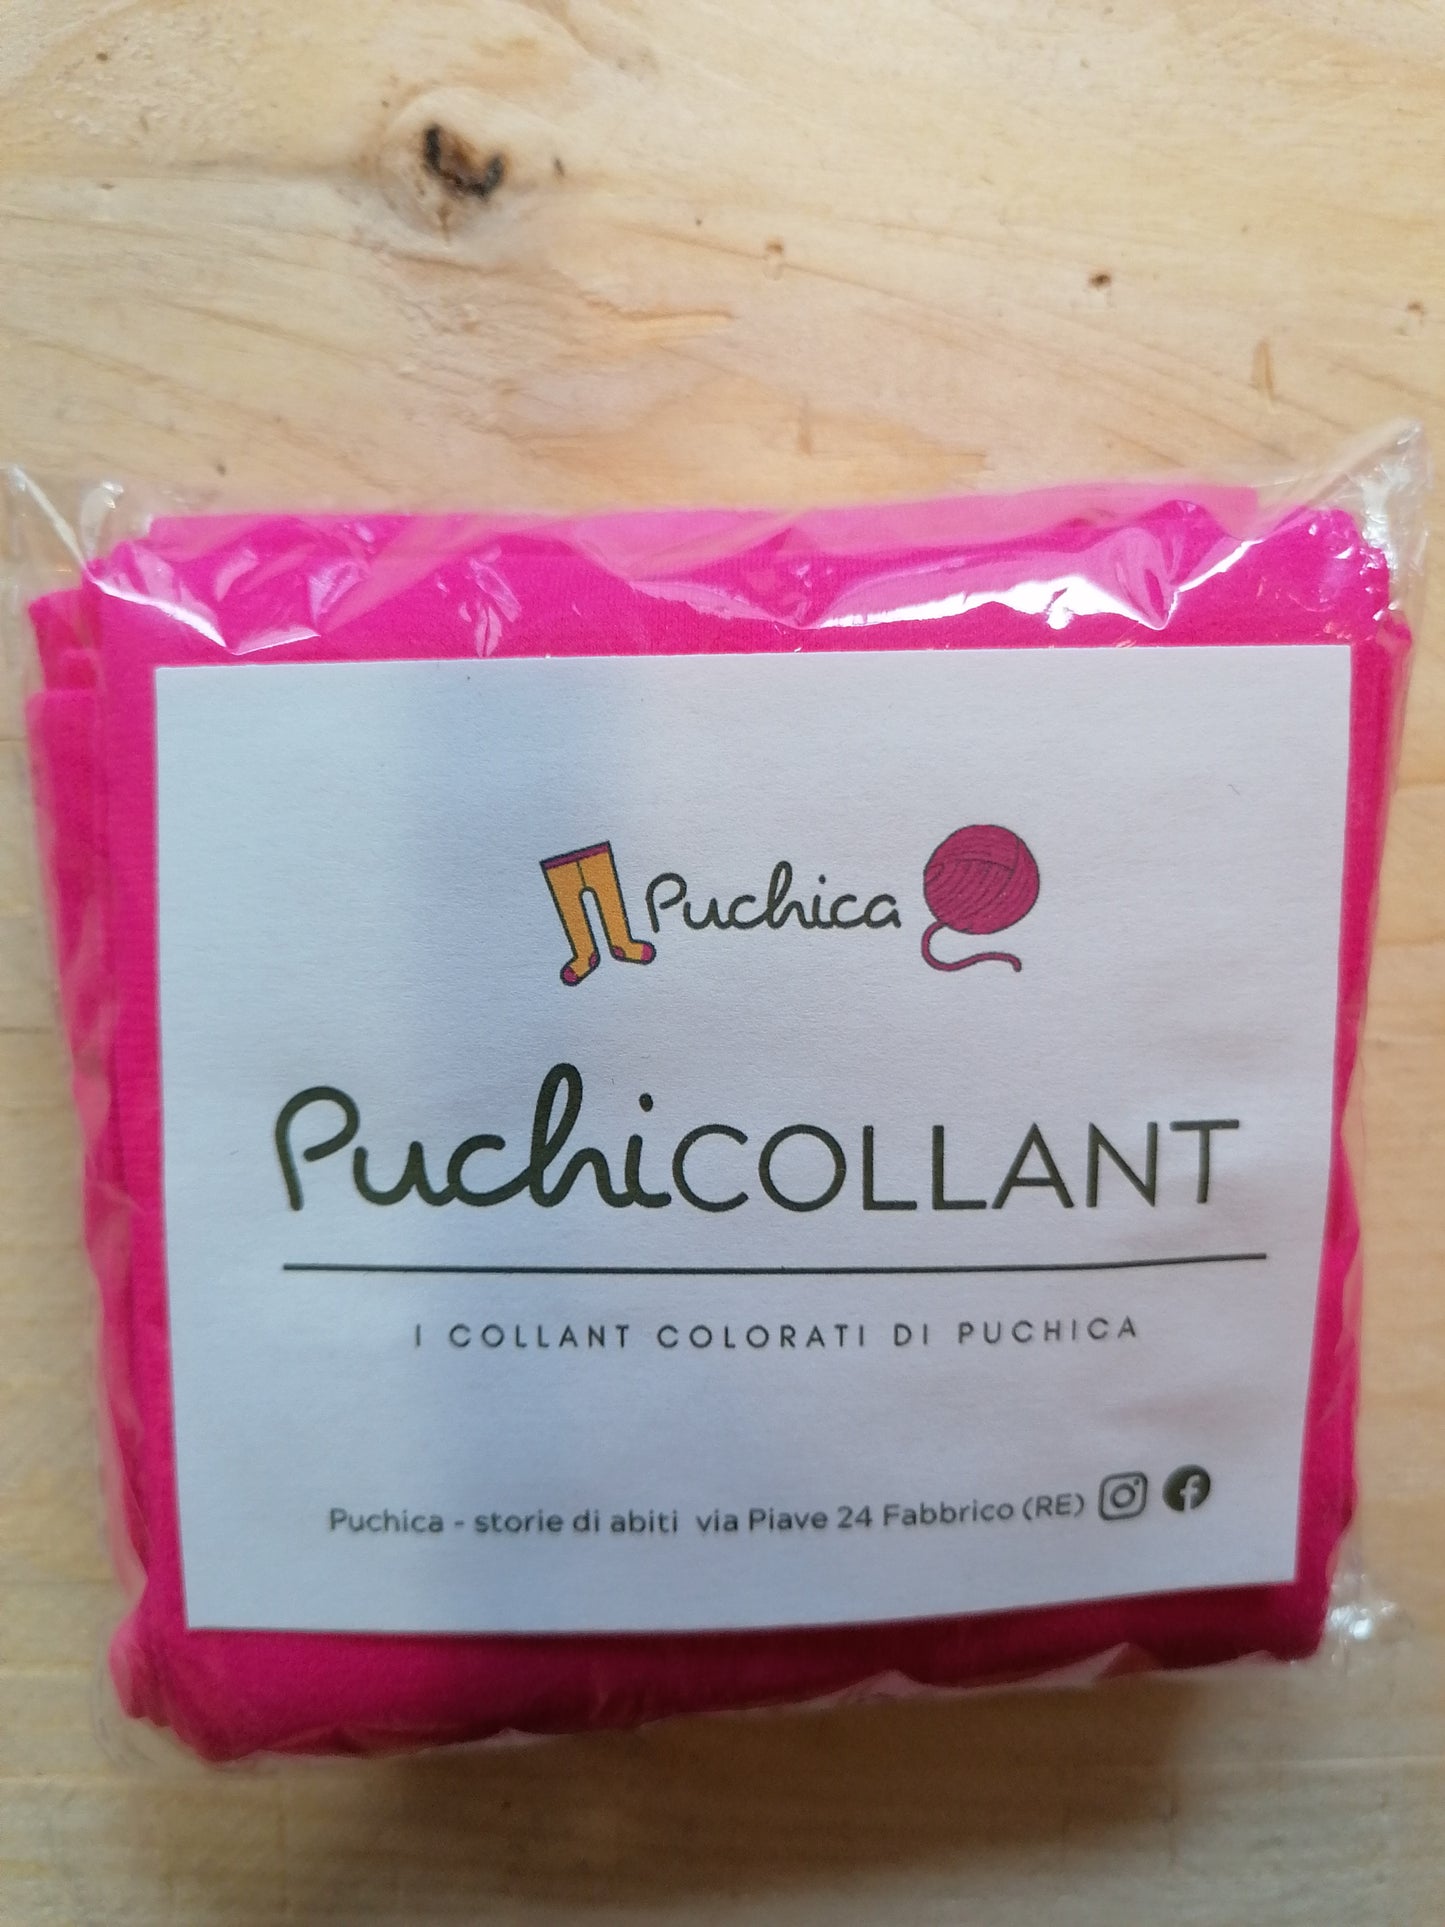 Puchica
PuchiCOLLANT
I COLLANT COLORATI DI PUCHICA
Puchica - storie di abiti via Piave 24 Fabbrico (RE)